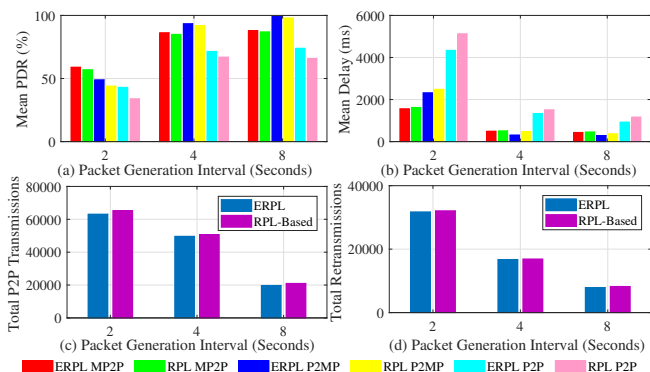 100
50
0
Mean PDR (%)
2
4
8
(a) Packet Generation Interval (Seconds)
6000
4000
2000
0
Mean Delay (ms)
2
4
8
(b) Packet Generation Interval (Seconds)
80000
60000
40000
20000
0
Total P2P Transmissions
ERPL
RPL-Based
2
4
8
(c) Packet Generation Interval (Seconds)
40000
20000
0
Total Retransmissions
ERPL
RPL-Based
2
4
8
(d) Packet Generation Interval (Seconds)
ERPL MP2P
RPL MP2P
ERPL P2MP
RPL P2MP
ERPL P2P
RPL P2P